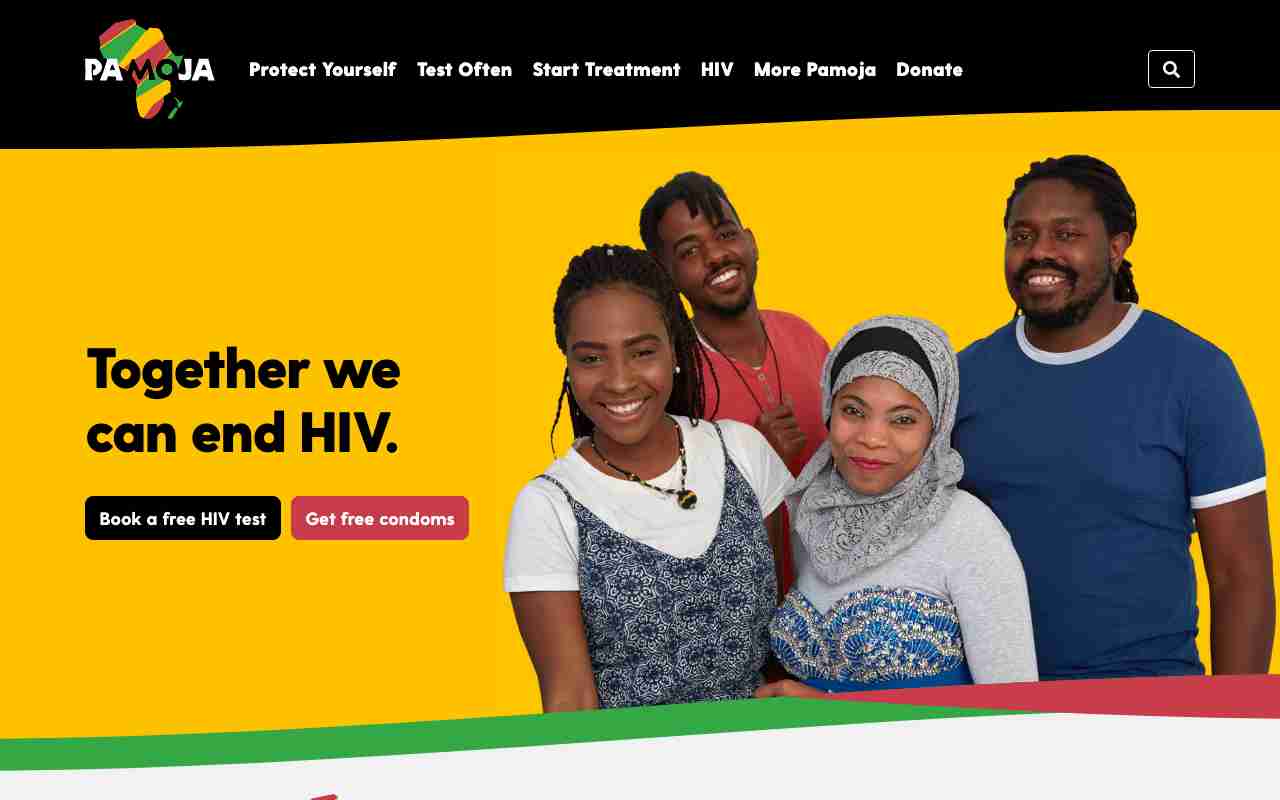 PAMOJA
Protect Yourself
Test Often
Start Treatment
HIV
More Pamoja
Donate
Together we
can end HIV.
Book a free HIV test
Get free condoms